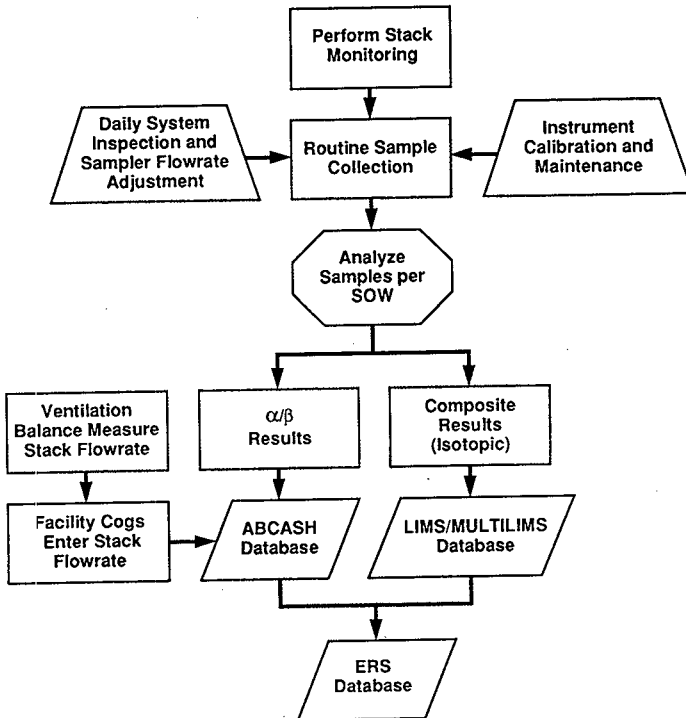 Perform Stack
Monitoring
Daily System
Inspection and
Sampler Flowrate
Adjustment
Routine Sample
Collection
Instrument
Calibration and
Maintenance
Analyze
Samples per
SOW
Ventilation
Balance Measure
Stack Flowrate
α/β
Results
Composite
Results
(Isotopic)
Facility Cogs
Enter Stack
Flowrate
ABCASH
Database
LIMS/MULTILIMS
Database
ERS
Database